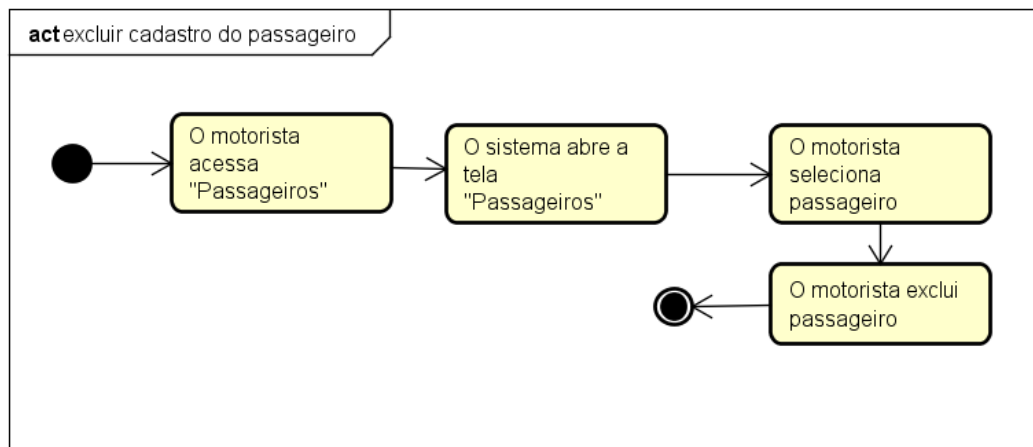 act excluir cadastro do passageiro
O motorista
acessa
"Passageiros"
O sistema abre a
tela
"Passageiros"
O motorista
seleciona
passageiro
O motorista exclui
passageiro